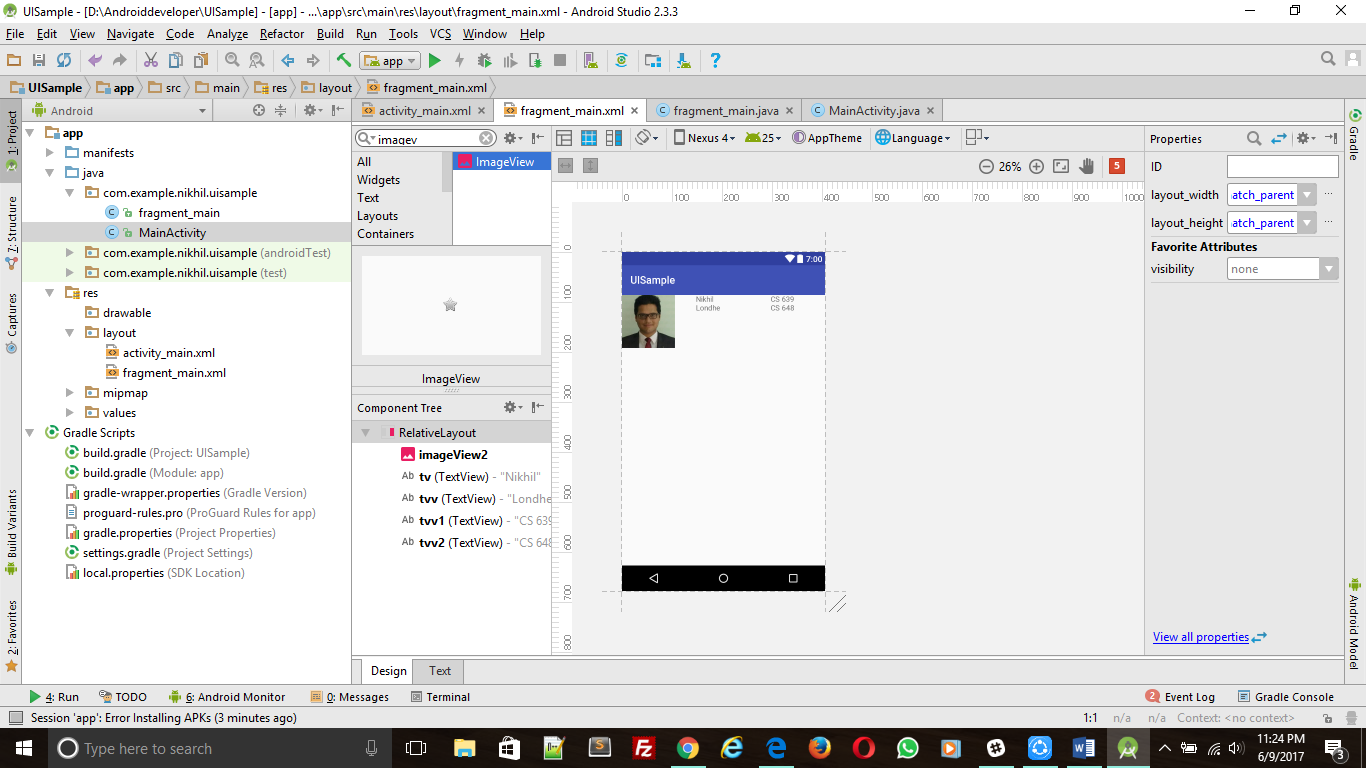 UISample - [D:\Androiddeveloper\UISample] - [app] - ...\app\src\main\res\layout\fragment_main.xml - Android Studio 2.3.3
File Edit View Navigate Code Analyze Refactor Build Run Tools VCS Window Help
app
UISample app src main res layout fragment_main.xml
1: Project
7: Structure
Captures
Build Variants
2: Favorites
Android
app
manifests
java
com.example.nikhil.uisample
fragment_main
MainActivity
com.example.nikhil.uisample (androidTest)
com.example.nikhil.uisample (test)
res
drawable
layout
activity_main.xml
fragment_main.xml
mipmap
values
Gradle Scripts
build.gradle (Project: UISample)
build.gradle (Module: app)
gradle-wrapper.properties (Gradle Version)
proguard-rules.pro (ProGuard Rules for app)
gradle.properties (Project Properties)
settings.gradle (Project Settings)
local.properties (SDK Location)
activity_main.xml fragment_main.xml fragment_main.java MainActivity.java
imagev
All
Widgets
Text
Layouts
Containers
ImageView
ImageView
Component Tree
RelativeLayout
imageView2
Ab tv (TextView) - "Nikhil"
Ab tvv (TextView) - "Londhe
Ab tvv1 (TextView) - "CS 639
Ab tvv2 (TextView) - "CS 648
Nexus 4 25 AppTheme Language
26% 5
0 100 200 300 400 500 600 700 800 900 1000
0
100
200
300
400
500
600
700
800
7:00
UISample
Nikhil CS 639
Londhe CS 648
Design Text
Properties
ID
layout_width atch_parent ...
layout_height atch_parent ...
Favorite Attributes
visibility none
View all properties
Gradle
Android Model
4: Run TODO 6: Android Monitor 0: Messages Terminal 2 Event Log Gradle Console
Session 'app': Error Installing APKs (3 minutes ago) 1:1 n/a n/a Context: <no context>
Type here to search
11:24 PM
6/9/2017
3